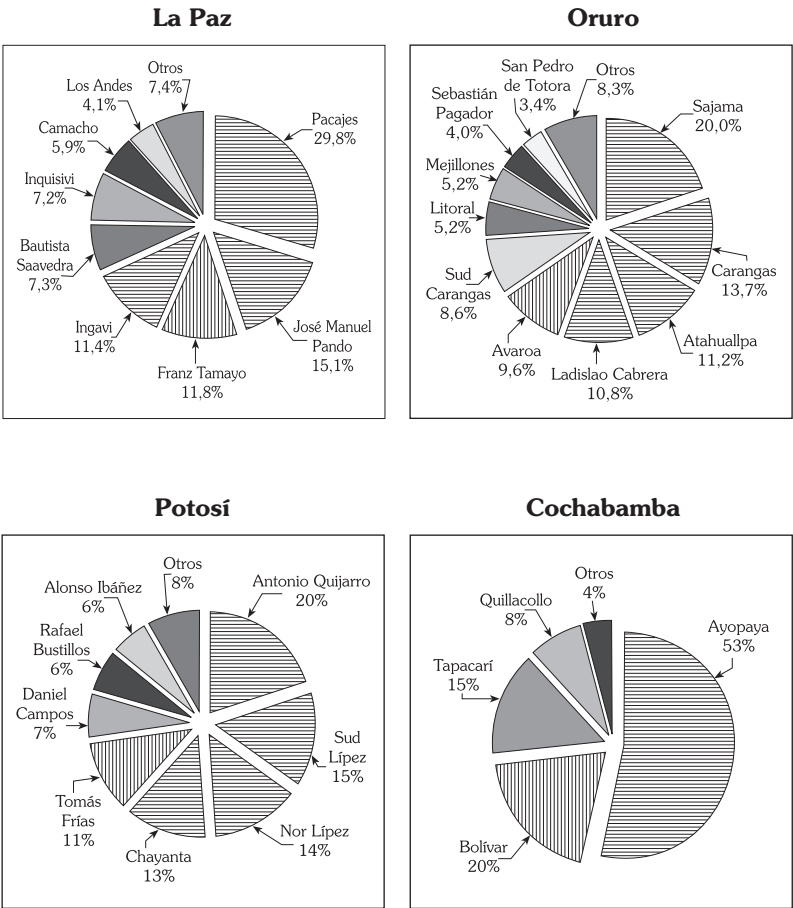 La Paz
Otros
7,4%
Los Andes
4,1%
Camacho
5,9%
Inquisivi
7,2%
Bautista
Saavedra
7,3%
Ingavi
11,4%
Franz Tamayo
11,8%
José Manuel
Pando
15,1%
Pacajes
29,8%
Oruro
San Pedro
de Totora
3,4%
Otros
8,3%
Sebastián
Pagador
4,0%
Mejillones
5,2%
Litoral
5,2%
Sud
Carangas
8,6%
Avaroa
9,6%
Ladislao Cabrera
10,8%
Atahuallpa
11,2%
Carangas
13,7%
Sajama
20,0%
Potosí
Otros
8%
Alonso Ibáñez
6%
Rafael
Bustillos
6%
Daniel
Campos
7%
Tomás
Frías
11%
Chayanta
13%
Nor Lípez
14%
Sud
Lípez
15%
Antonio Quijarro
20%
Cochabamba
Otros
4%
Quillacollo
8%
Tapacarí
15%
Bolívar
20%
Ayopaya
53%